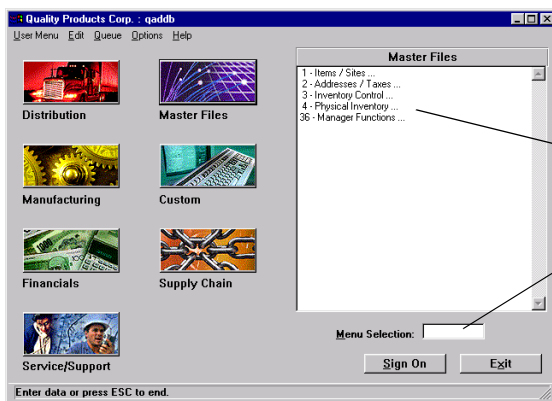 Quality Products Corp. : qaddb
User Menu Edit Queue Options Help
Distribution
Master Files
Manufacturing
Custom
Financials
Supply Chain
Service/Support
Master Files
1 - Items / Sites ...
2 - Addresses / Taxes ...
3 - Inventory Control ...
4 - Physical Inventory ...
36 - Manager Functions ...
Menu Selection:
Sign On
Exit
Enter data or press ESC to end.